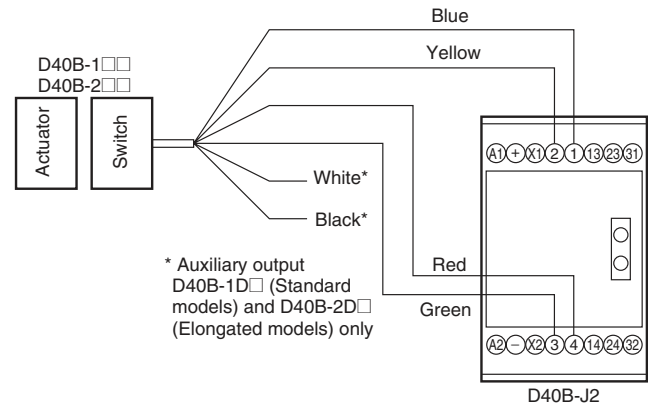 Blue
Yellow
D40B-1□□
D40B-2□□
Actuator
Switch
A1 + X1 2 1 13 23 31
White*
Black*
* Auxiliary output
D40B-1D□ (Standard
models) and D40B-2D□
(Elongated models) only
Red
Green
A2 − X2 3 4 14 24 32
D40B-J2